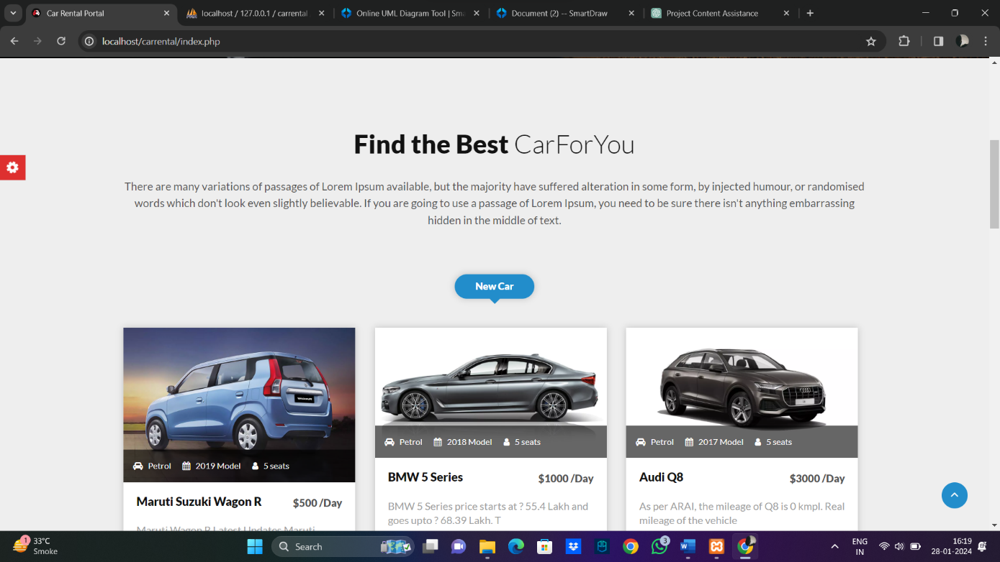 Car Rental Portal
localhost / 127.0.0.1 / carrental
Online UML Diagram Tool | Sma
Document (2) -- SmartDraw
Project Content Assistance
localhost/carrental/index.php
Find the Best CarForYou
There are many variations of passages of Lorem Ipsum available, but the majority have suffered alteration in some form, by injected humour, or randomised
words which don't look even slightly believable. If you are going to use a passage of Lorem Ipsum, you need to be sure there isn't anything embarrassing
hidden in the middle of text.
New Car
Petrol 2019 Model 5 seats
Maruti Suzuki Wagon R $500 /Day
Maruti Wagon R Latest Updates Maruti
Petrol 2018 Model 5 seats
BMW 5 Series $1000 /Day
BMW 5 Series price starts at ? 55.4 Lakh and
goes upto ? 68.39 Lakh. T
Petrol 2017 Model 5 seats
Audi Q8 $3000 /Day
As per ARAI, the mileage of Q8 is 0 kmpl. Real
mileage of the vehicle
1
33°C
Smoke
Search
3
ENG
IN
16:19
28-01-2024